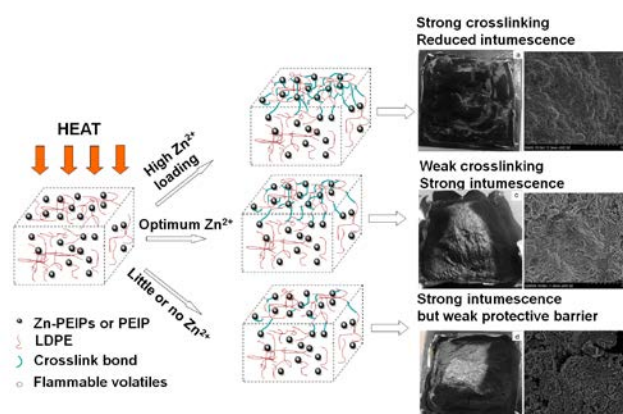 Strong crosslinking
Reduced intumescence
HEAT
High Zn²⁺
loading
Weak crosslinking
Strong intumescence
Optimum Zn²⁺
Little or no Zn²⁺
Strong intumescence
but weak protective barrier
Zn-PEIPs or PEIP
LDPE
Crosslink bond
Flammable volatiles
a
c
d